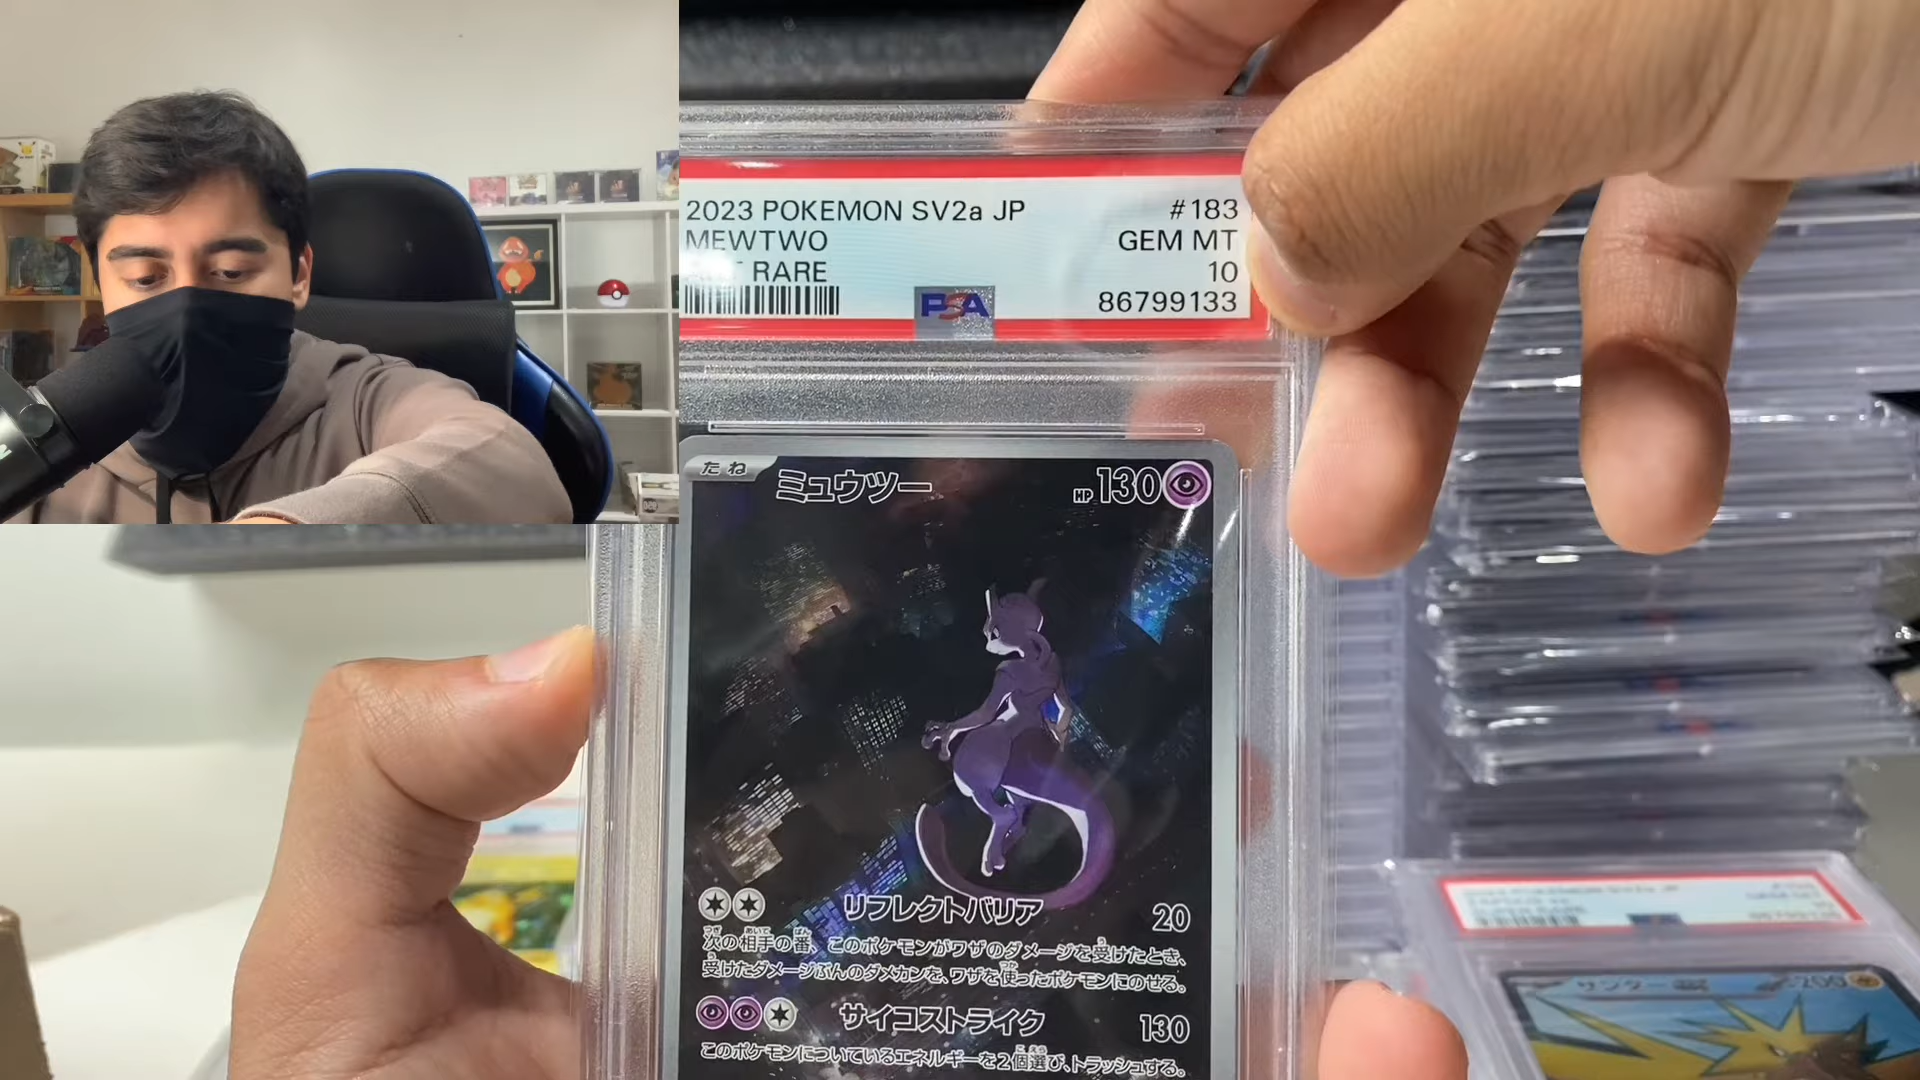 2023 POKEMON SV2a JP #183
MEWTWO GEM MT
RARE 10
PSA 86799133
たね ミュウツー HP 130
リフレクトバリア 20
次の相手の番、このポケモンがワザのダメージを受けたとき、
受けたダメージぶんのダメカンを、ワザを使ったポケモンにのせる。
サイコストライク 130
このポケモンについているエネルギーを2個選び、トラッシュする。
サンダー
200